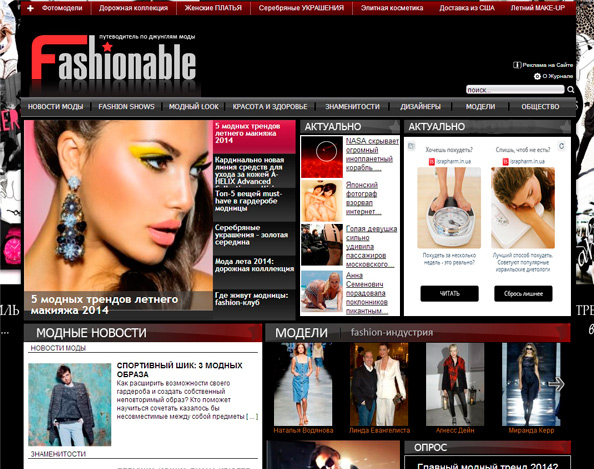 Фотомодели
Дорожная коллекция
Женские ПЛАТЬЯ
Серебряные УКРАШЕНИЯ
Элитная косметика
Доставка из США
Летний MAKE-UP
путеводитель по джунглям моды
Fashionable
Реклама на Сайте
О Журнале
поиск...
НОВОСТИ МОДЫ
FASHION SHOWS
МОДНЫЙ LOOK
КРАСОТА И ЗДОРОВЬЕ
ЗНАМЕНИТОСТИ
ДИЗАЙНЕРЫ
МОДЕЛИ
ОБЩЕСТВО
5 модных трендов летнего
макияжа 2014
5 модных трендов
летнего макияжа
2014
Кардинально новая
линия средств для
ухода за кожей A-
HELIX Advanced
Топ-5 вещей must-
have в гардеробе
модницы
Серебряные
украшения - золотая
середина
Мода лета 2014:
дорожная колллекция
Где живут модницы:
fashion-клуб
АКТУАЛЬНО
NASA скрывает
огромный
инопланетный
корабль ...
Японский
фотограф
взорвал
интернет...
Голая девушка
сильно
удивила
пассажиров
московского...
Анна
Семенович
порадовала
поклонников
пикантным...
АКТУАЛЬНО
Хочешь похудеть?
israpharm.in.ua
Похудеть за несколько
недель - это реально?
ЧИТАТЬ
Спишь, чтоб не есть?
israpharm.in.ua
Лучший способ похудеть.
Советуют популярные
израильские диетологи
Сбрось лишнее!
МОДНЫЕ НОВОСТИ
НОВОСТИ МОДЫ
СПОРТИВНЫЙ ШИК: 3 МОДНЫХ
ОБРАЗА
Как расширить возможности своего
гардероба и создать собственный
неповторимый образ? Кто поможет
научиться сочетать казалось бы
несовместимые между собой предметы [ ... ]
ЗНАМЕНИТОСТИ
МОДЕЛИ
fashion-индустрия
Наталья Водянова
Линда Евангелиста
Агнесс Дейн
Миранда Керр
ОПРОС
Главный модный тренд 2014?